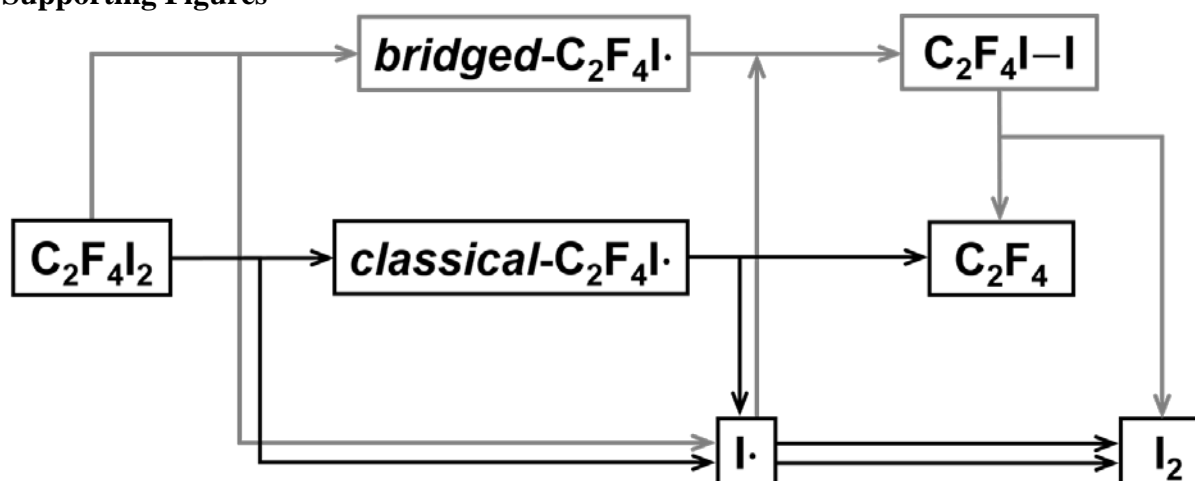 Supporting Figures
bridged-C₂F₄I·
C₂F₄I–I
C₂F₄I₂
classical-C₂F₄I·
C₂F₄
I·
I₂